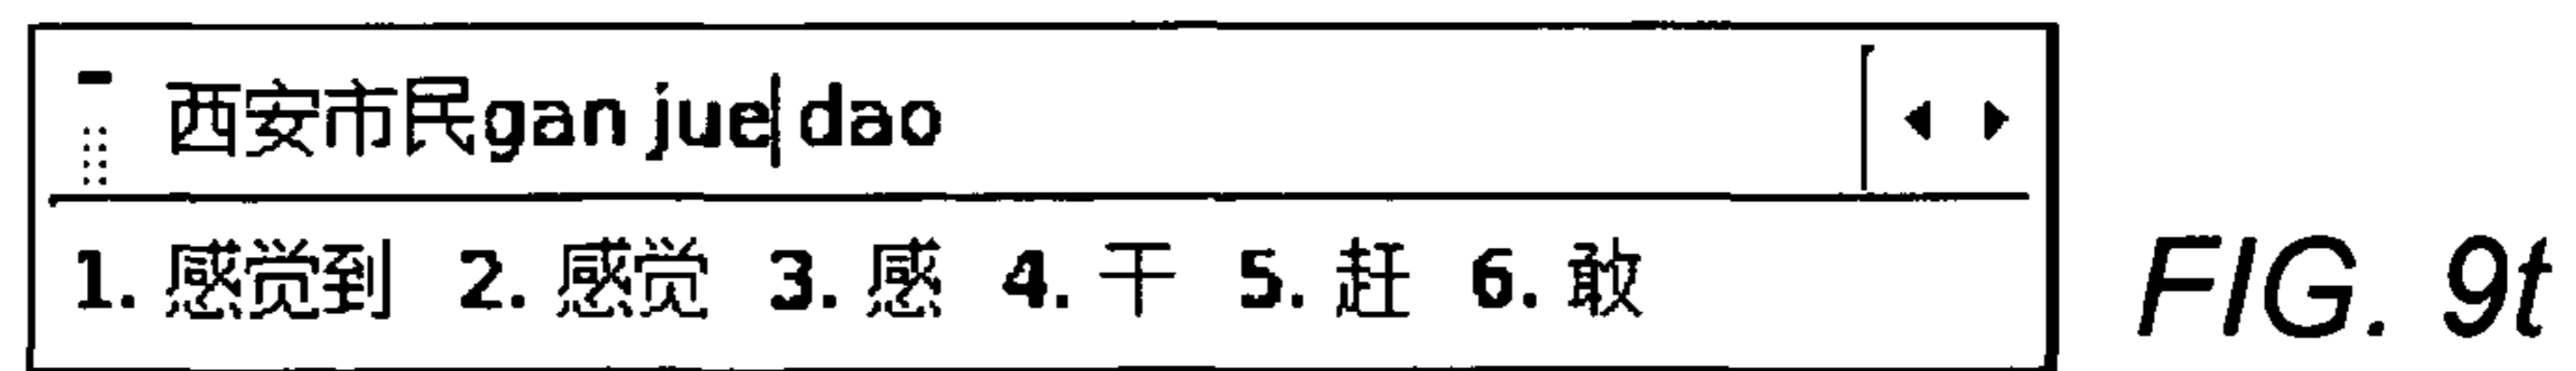 西安市民gan jue dao
1. 感觉到 2. 感觉 3. 感 4. 干 5. 赶 6. 敢
FIG. 9t